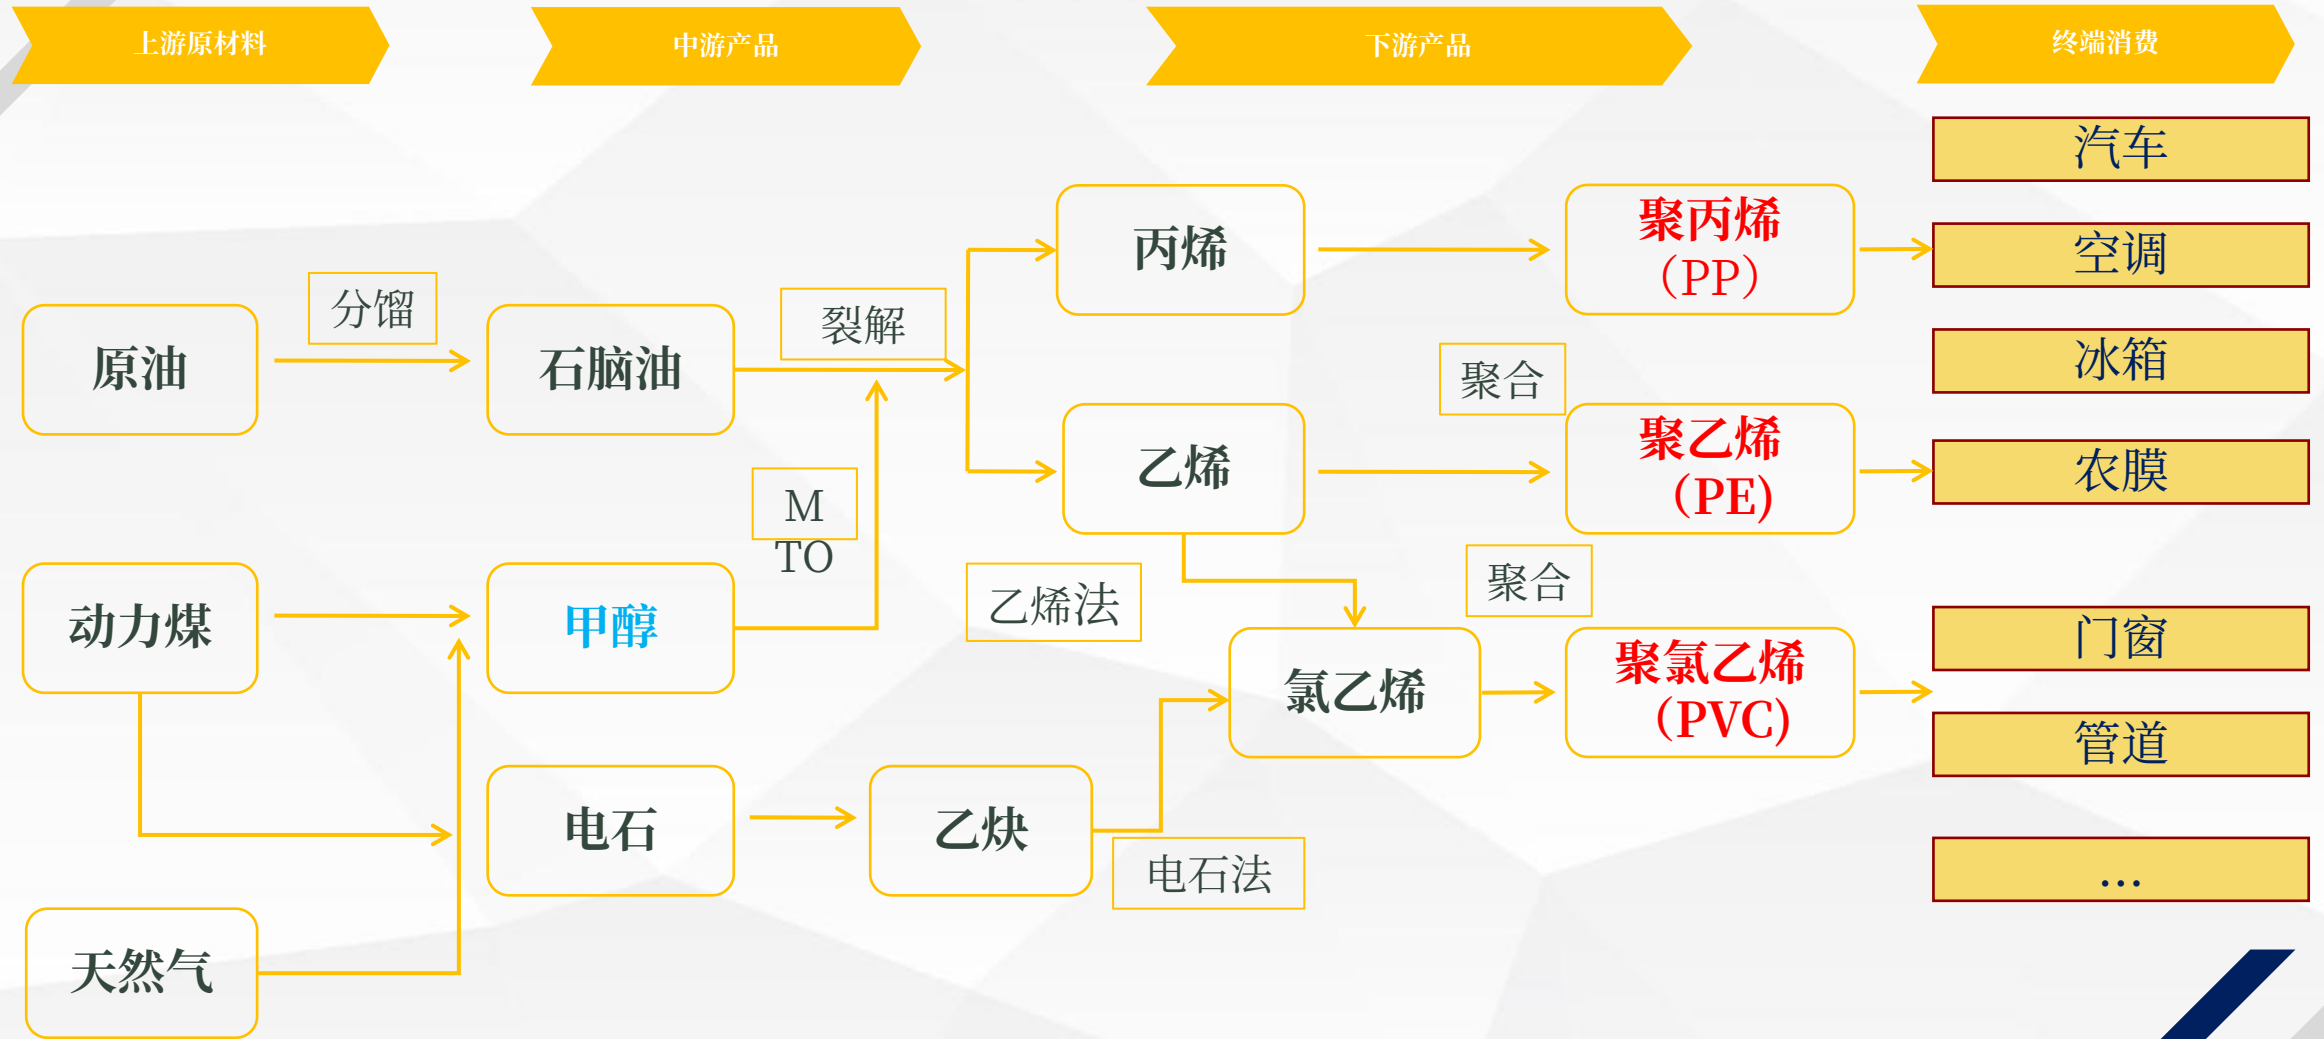 上游原材料
中游产品
下游产品
终端消费
汽车
空调
冰箱
农膜
门窗
管道
...
原油
分馏
石脑油
裂解
丙烯
聚丙烯
（PP）
乙烯
聚合
聚乙烯
（PE)
动力煤
甲醇
M
TO
乙烯法
氯乙烯
聚合
聚氯乙烯
（PVC)
电石
乙炔
电石法
天然气